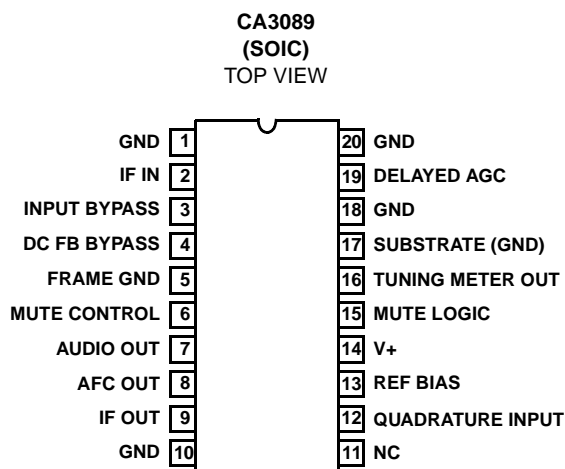 CA3089
(SOIC)
TOP VIEW
GND 1 20 GND
IF IN 2 19 DELAYED AGC
INPUT BYPASS 3 18 GND
DC FB BYPASS 4 17 SUBSTRATE (GND)
FRAME GND 5 16 TUNING METER OUT
MUTE CONTROL 6 15 MUTE LOGIC
AUDIO OUT 7 14 V+
AFC OUT 8 13 REF BIAS
IF OUT 9 12 QUADRATURE INPUT
GND 10 11 NC